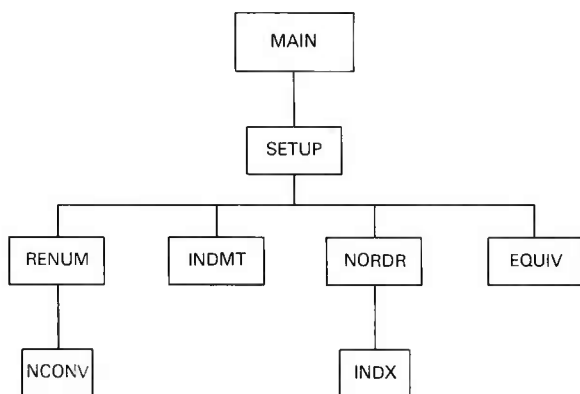 MAIN
SETUP
RENUM
INDMT
NORDR
EQUIV
NCONV
INDX